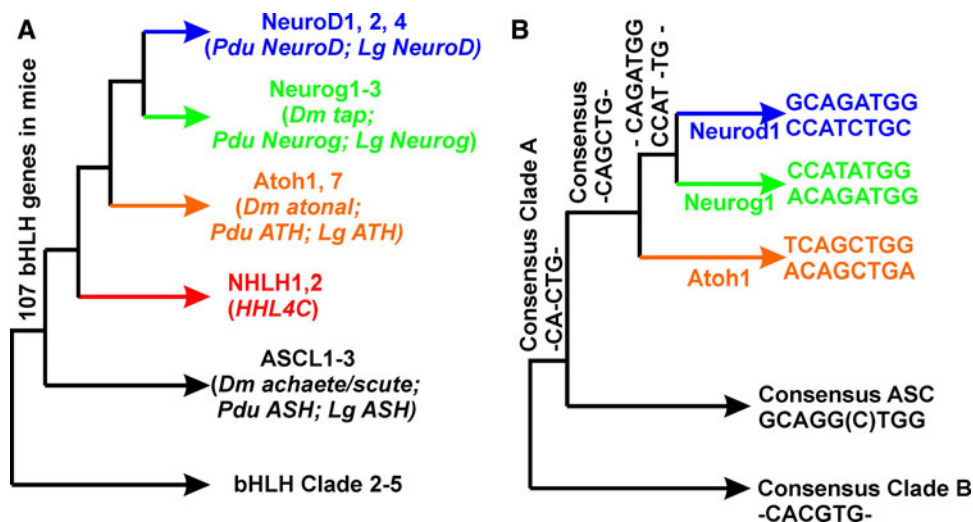 A
107 bHLH genes in mice
NeuroD1, 2, 4
(Pdu NeuroD; Lg NeuroD)
Neurog1-3
(Dm tap;
Pdu Neurog; Lg Neurog)
Atoh1, 7
(Dm atonal;
Pdu ATH; Lg ATH)
NHLH1,2
(HHL4C)
ASCL1-3
(Dm achaete/scute;
Pdu ASH; Lg ASH)
bHLH Clade 2-5
B
Consensus Clade A
-CA-CTG-
Consensus
-CAGCTG-
- CAGATGG
CCAT -TG -
Neurod1
GCAGATGG
CCATCTGC
Neurog1
CCATATGG
ACAGATGG
Atoh1
TCAGCTGG
ACAGCTGA
Consensus ASC
GCAGG(C)TGG
Consensus Clade B
-CACGTG-